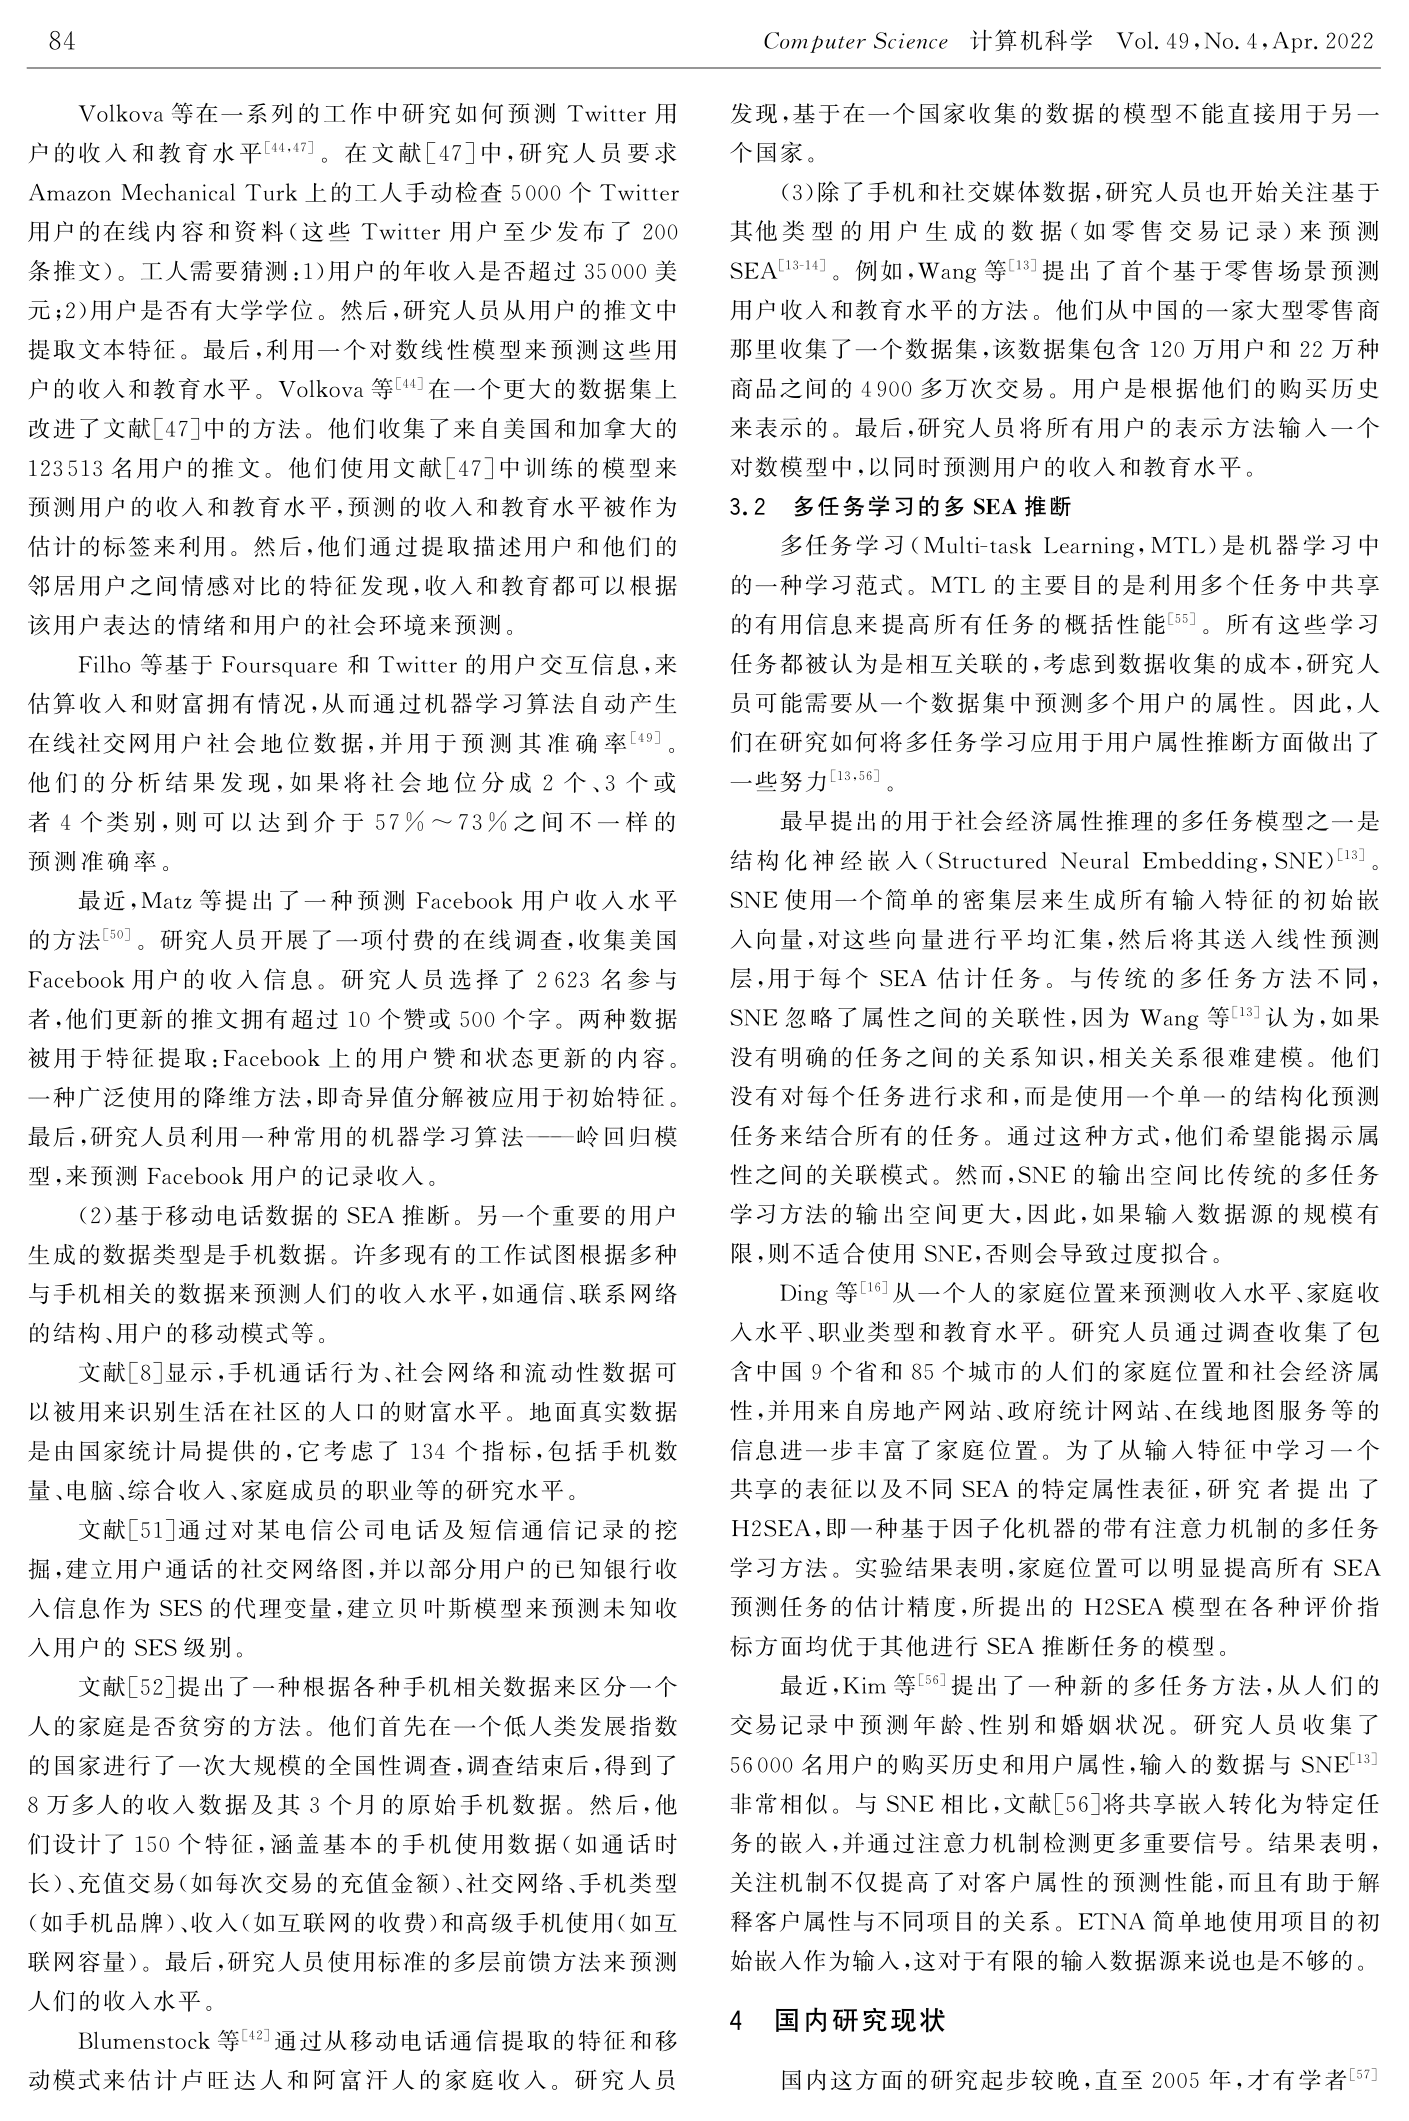 84
Computer Science 计算机科学 Vol. 49,No. 4,Apr. 2022
Volkova 等在一系列的工作中研究如何预测 Twitter 用
户的收入和教育水平[44,47]。在文献[47]中,研究人员要求
Amazon Mechanical Turk 上的工人手动检查 5000 个 Twitter
用户的在线内容和资料(这些 Twitter 用户至少发布了 200
条推文)。工人需要猜测:1)用户的年收入是否超过 35000 美
元;2)用户是否有大学学位。然后,研究人员从用户的推文中
提取文本特征。最后,利用一个对数线性模型来预测这些用
户的收入和教育水平。Volkova 等[44]在一个更大的数据集上
改进了文献[47]中的方法。他们收集了来自美国和加拿大的
123513 名用户的推文。他们使用文献[47]中训练的模型来
预测用户的收入和教育水平,预测的收入和教育水平被作为
估计的标签来利用。然后,他们通过提取描述用户和他们的
邻居用户之间情感对比的特征发现,收入和教育都可以根据
该用户表达的情绪和用户的社会环境来预测。
Filho 等基于 Foursquare 和 Twitter 的用户交互信息,来
估算收入和财富拥有情况,从而通过机器学习算法自动产生
在线社交网用户社会地位数据,并用于预测其准确率[49]。
他们的分析结果发现,如果将社会地位分成 2 个、3 个或
者 4 个类别,则可以达到介于 57%～73%之间不一样的
预测准确率。
最近,Matz 等提出了一种预测 Facebook 用户收入水平
的方法[50]。研究人员开展了一项付费的在线调查,收集美国
Facebook 用户的收入信息。研究人员选择了 2623 名参与
者,他们更新的推文拥有超过 10 个赞或 500 个字。两种数据
被用于特征提取:Facebook 上的用户赞和状态更新的内容。
一种广泛使用的降维方法,即奇异值分解被应用于初始特征。
最后,研究人员利用一种常用的机器学习算法——岭回归模
型,来预测 Facebook 用户的记录收入。
(2)基于移动电话数据的 SEA 推断。另一个重要的用户
生成的数据类型是手机数据。许多现有的工作试图根据多种
与手机相关的数据来预测人们的收入水平,如通信、联系网络
的结构、用户的移动模式等。
文献[8]显示,手机通话行为、社会网络和流动性数据可
以被用来识别生活在社区的人口的财富水平。地面真实数据
是由国家统计局提供的,它考虑了 134 个指标,包括手机数
量、电脑、综合收入、家庭成员的职业等的研究水平。
文献[51]通过对某电信公司电话及短信通信记录的挖
掘,建立用户通话的社交网络图,并以部分用户的已知银行收
入信息作为 SES 的代理变量,建立贝叶斯模型来预测未知收
入用户的 SES 级别。
文献[52]提出了一种根据各种手机相关数据来区分一个
人的家庭是否贫穷的方法。他们首先在一个低人类发展指数
的国家进行了一次大规模的全国性调查,调查结束后,得到了
8 万多人的收入数据及其 3 个月的原始手机数据。然后,他
们设计了 150 个特征,涵盖基本的手机使用数据(如通话时
长)、充值交易(如每次交易的充值金额)、社交网络、手机类型
(如手机品牌)、收入(如互联网的收费)和高级手机使用(如互
联网容量)。最后,研究人员使用标准的多层前馈方法来预测
人们的收入水平。
Blumenstock 等[42]通过从移动电话通信提取的特征和移
动模式来估计卢旺达人和阿富汗人的家庭收入。研究人员
发现,基于在一个国家收集的数据的模型不能直接用于另一
个国家。
(3)除了手机和社交媒体数据,研究人员也开始关注基于
其他类型的用户生成的数据(如零售交易记录)来预测
SEA[13-14]。例如,Wang 等[13]提出了首个基于零售场景预测
用户收入和教育水平的方法。他们从中国的一家大型零售商
那里收集了一个数据集,该数据集包含 120 万用户和 22 万种
商品之间的 4900 多万次交易。用户是根据他们的购买历史
来表示的。最后,研究人员将所有用户的表示方法输入一个
对数模型中,以同时预测用户的收入和教育水平。
3.2 多任务学习的多 SEA 推断
多任务学习(Multi-task Learning,MTL)是机器学习中
的一种学习范式。MTL 的主要目的是利用多个任务中共享
的有用信息来提高所有任务的概括性能[55]。所有这些学习
任务都被认为是相互关联的,考虑到数据收集的成本,研究人
员可能需要从一个数据集中预测多个用户的属性。因此,人
们在研究如何将多任务学习应用于用户属性推断方面做出了
一些努力[13,56]。
最早提出的用于社会经济属性推理的多任务模型之一是
结构化神经嵌入(Structured Neural Embedding,SNE)[13]。
SNE 使用一个简单的密集层来生成所有输入特征的初始嵌
入向量,对这些向量进行平均汇集,然后将其送入线性预测
层,用于每个 SEA 估计任务。与传统的多任务方法不同,
SNE 忽略了属性之间的关联性,因为 Wang 等[13]认为,如果
没有明确的任务之间的关系知识,相关关系很难建模。他们
没有对每个任务进行求和,而是使用一个单一的结构化预测
任务来结合所有的任务。通过这种方式,他们希望能揭示属
性之间的关联模式。然而,SNE 的输出空间比传统的多任务
学习方法的输出空间更大,因此,如果输入数据源的规模有
限,则不适合使用 SNE,否则会导致过度拟合。
Ding 等[16]从一个人的家庭位置来预测收入水平、家庭收
入水平、职业类型和教育水平。研究人员通过调查收集了包
含中国 9 个省和 85 个城市的人们的家庭位置和社会经济属
性,并用来自房地产网站、政府统计网站、在线地图服务等的
信息进一步丰富了家庭位置。为了从输入特征中学习一个
共享的表征以及不同 SEA 的特定属性表征,研究者提出了
H2SEA,即一种基于因子化机器的带有注意力机制的多任务
学习方法。实验结果表明,家庭位置可以明显提高所有 SEA
预测任务的估计精度,所提出的 H2SEA 模型在各种评价指
标方面均优于其他进行 SEA 推断任务的模型。
最近,Kim 等[56]提出了一种新的多任务方法,从人们的
交易记录中预测年龄、性别和婚姻状况。研究人员收集了
56000 名用户的购买历史和用户属性,输入的数据与 SNE[13]
非常相似。与 SNE 相比,文献[56]将共享嵌入转化为特定任
务的嵌入,并通过注意力机制检测更多重要信号。结果表明,
关注机制不仅提高了对客户属性的预测性能,而且有助于解
释客户属性与不同项目的关系。ETNA 简单地使用项目的初
始嵌入作为输入,这对于有限的输入数据源来说也是不够的。
4 国内研究现状
国内这方面的研究起步较晚,直至 2005 年,才有学者[57]